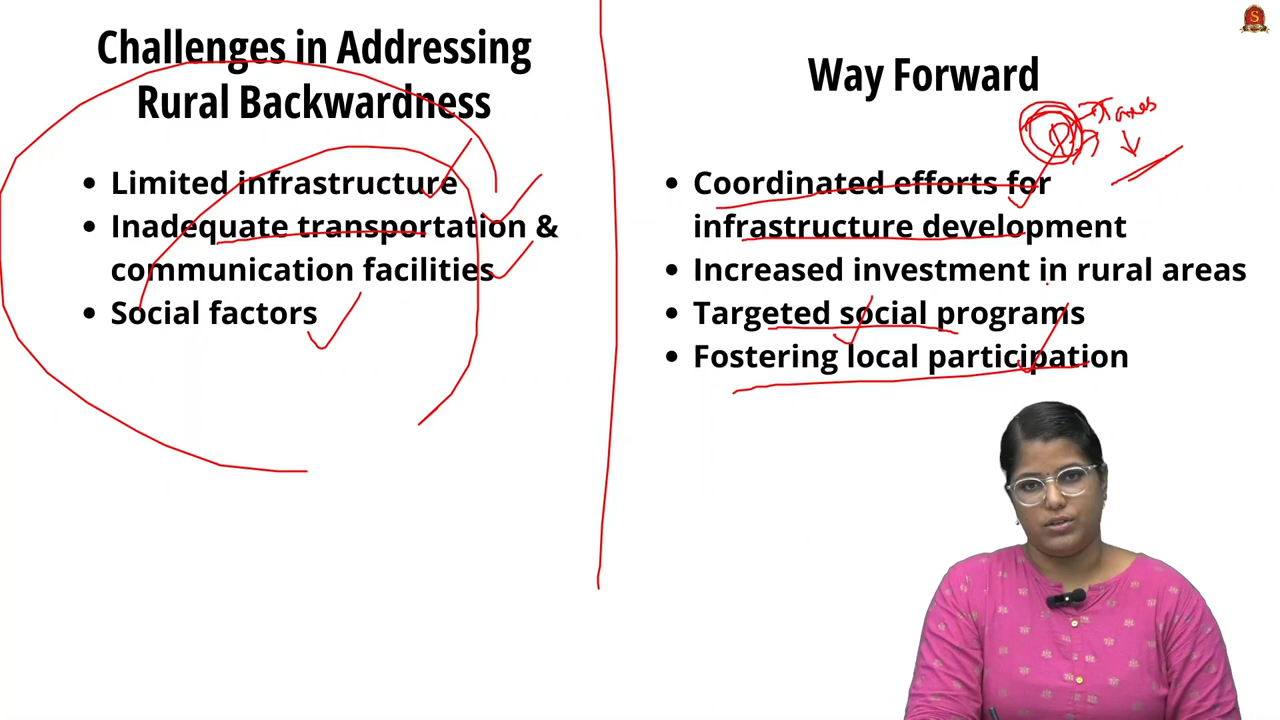 Challenges in Addressing
Rural Backwardness
• Limited infrastructure
• Inadequate transportation &
communication facilities
• Social factors
Way Forward
Taxes
• Coordinated efforts for
infrastructure development
• Increased investment in rural areas
• Targeted social programs
• Fostering local participation